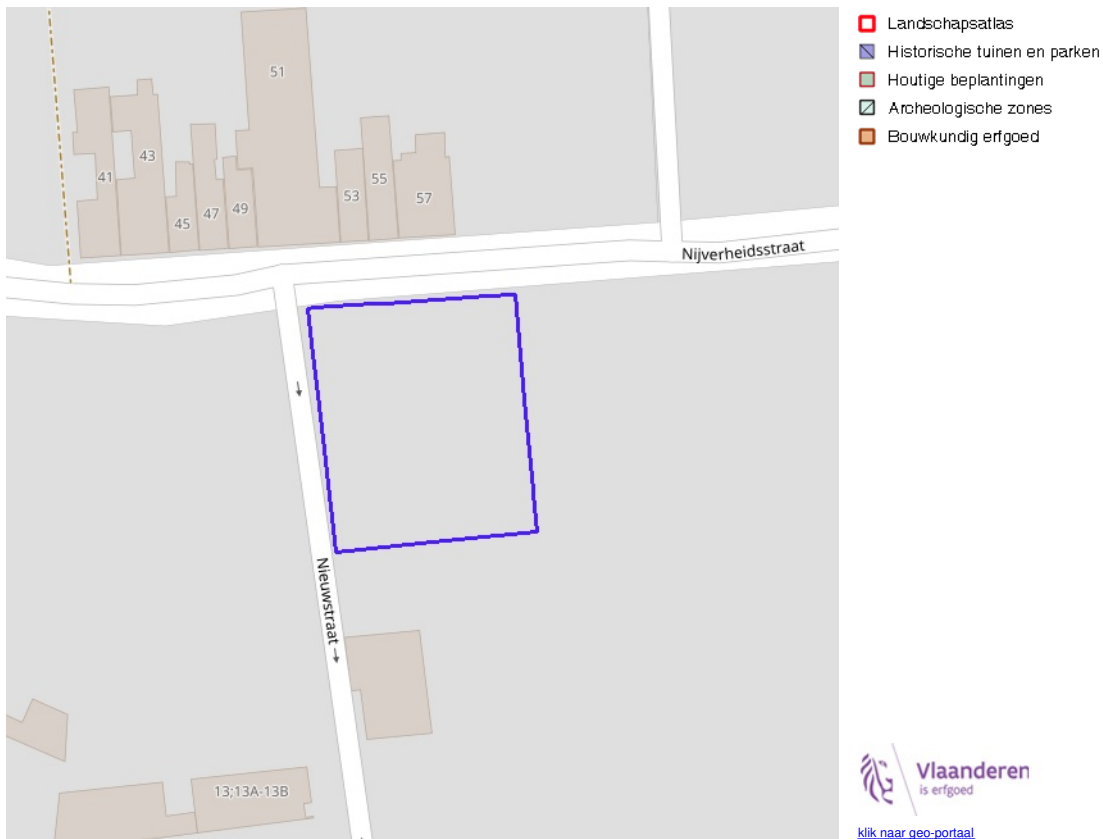 51
43
41
45
47
49
53
55
57
Nijverheidsstraat
Nieuwstraat
13;13A-13B
Landschapsatlas
Historische tuinen en parken
Houtige beplantingen
Archeologische zones
Bouwkundig erfgoed
Vlaanderen
is erfgoed
klik naar geo-portaal